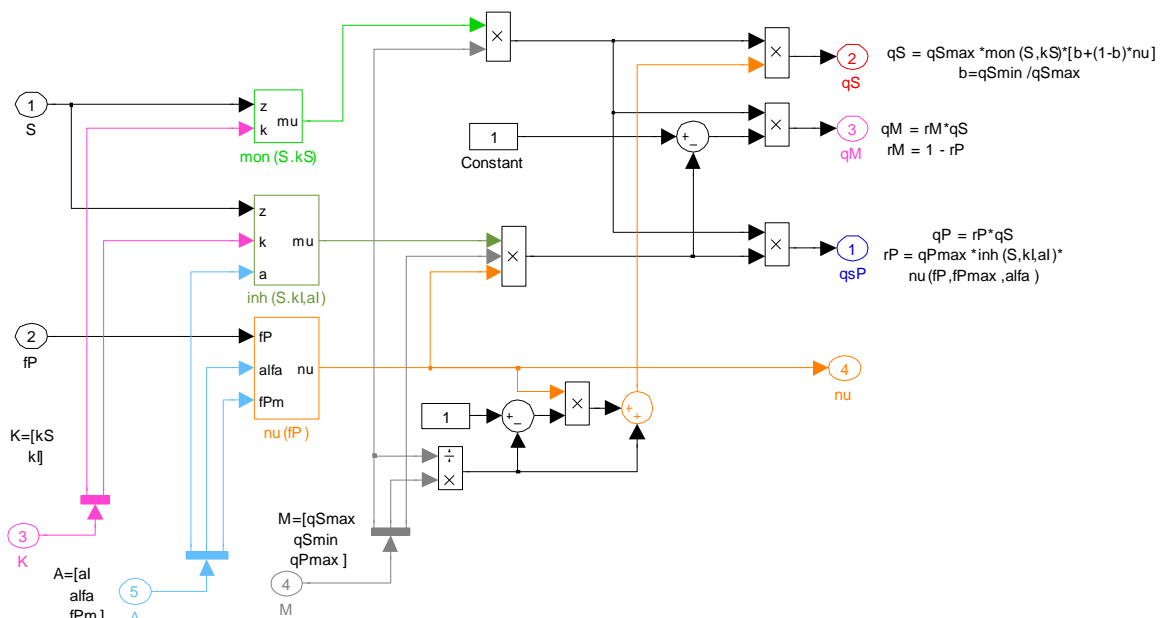 1
S
z
k
mu
mon (S.kS)
×
×
2
qS
qS = qSmax *mon (S,kS)*[b+(1-b)*nu]
b=qSmin /qSmax
1
Constant
+
−
×
3
qM
qM = rM*qS
rM = 1 - rP
z
k
a
mu
inh (S.kI,aI)
×
×
1
qsP
qP = rP*qS
rP = qPmax *inh (S,kI,aI)*
nu(fP,fPmax ,alfa )
2
fP
fP
alfa
fPm
nu
nu (fP )
4
nu
1
+
−
×
+
+
÷
×
K=[kS
kI]
3
K
A=[aI
alfa
fPm ]
5
A
M=[qSmax
qSmin
qPmax ]
4
M